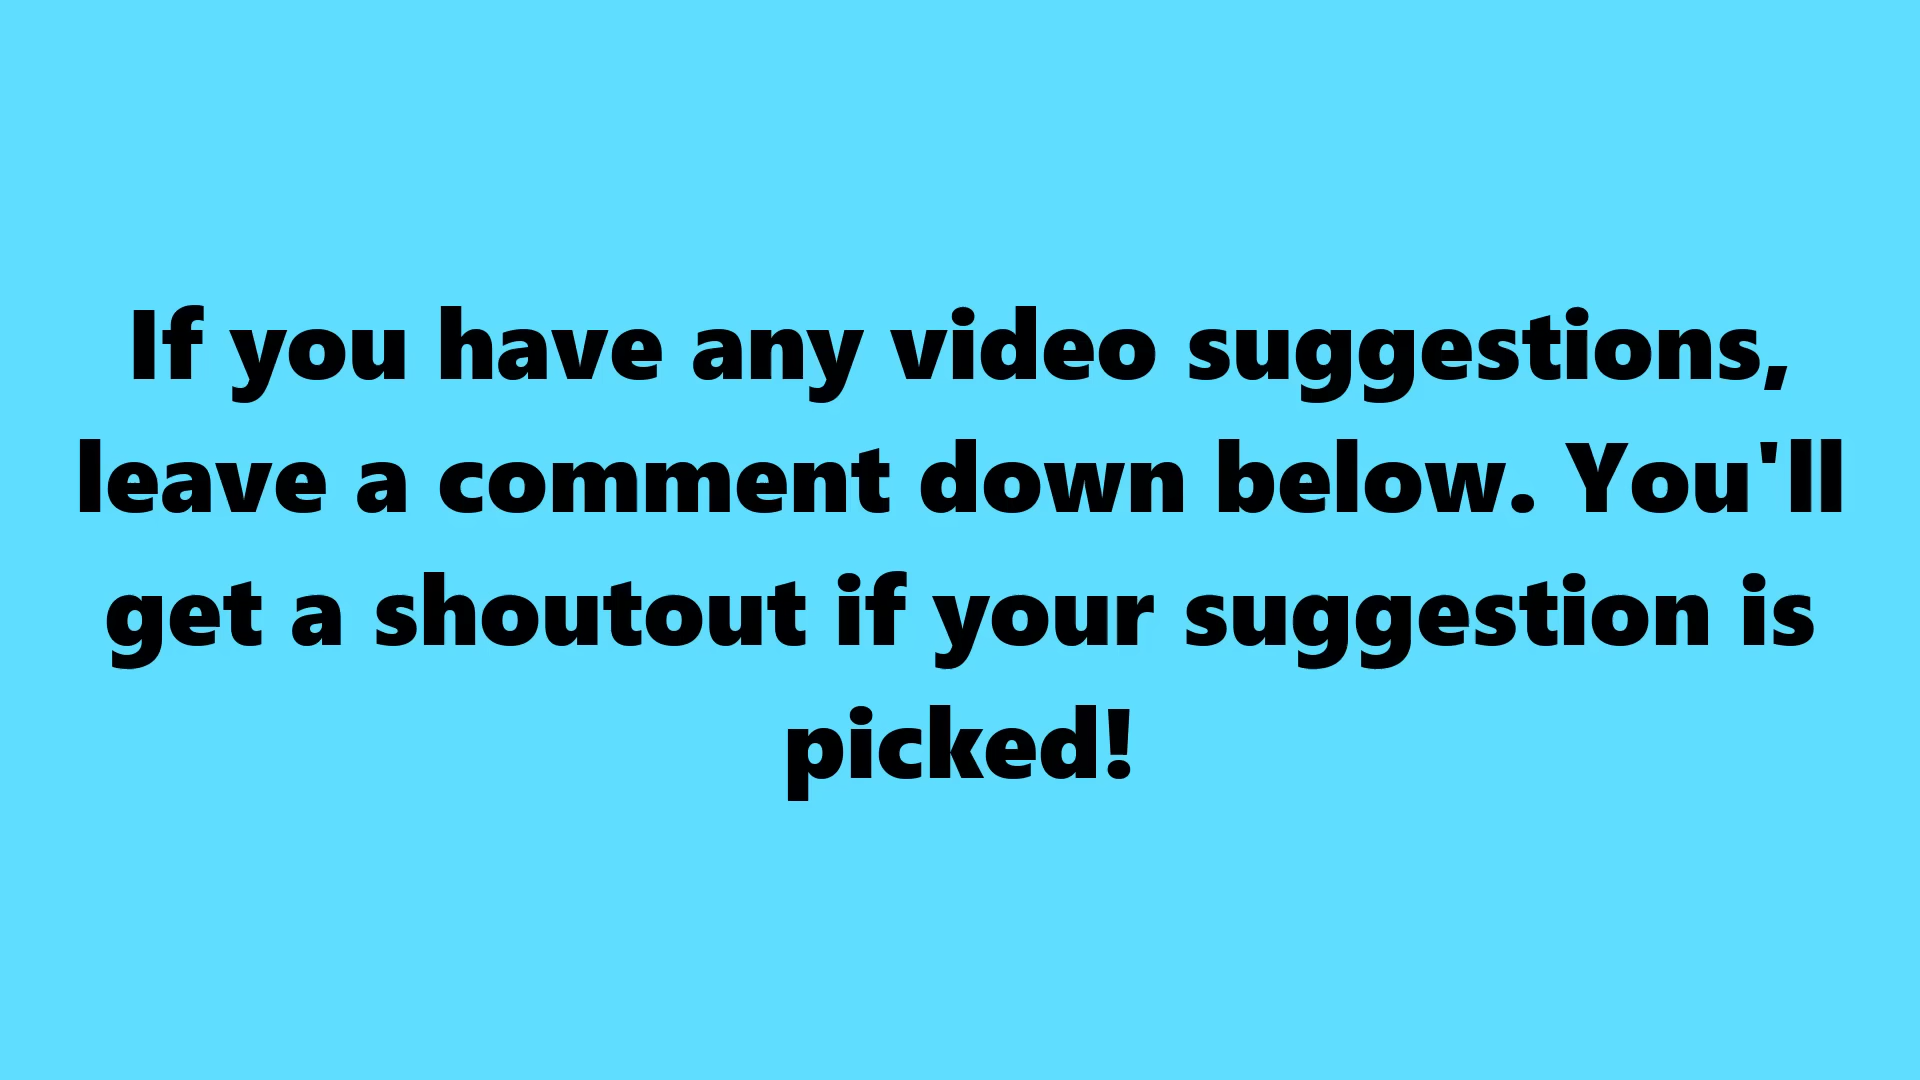 If you have any video suggestions,
leave a comment down below. You'll
get a shoutout if your suggestion is
picked!